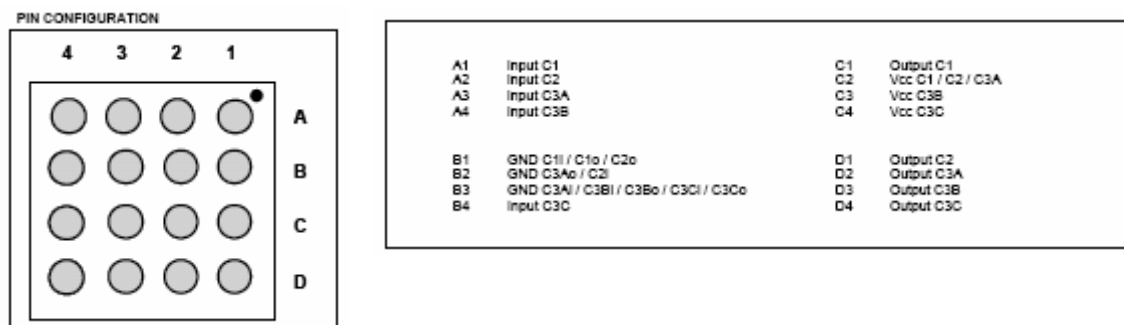 PIN CONFIGURATION
4 3 2 1
A
B
C
D
A1 Input C1
A2 Input C2
A3 Input C3A
A4 Input C3B
B1 GND C1I / C1o / C2o
B2 GND C3Ao / C2I
B3 GND C3AI / C3BI / C3Bo / C3CI / C3Co
B4 Input C3C
C1 Output C1
C2 Vcc C1 / C2 / C3A
C3 Vcc C3B
C4 Vcc C3C
D1 Output C2
D2 Output C3A
D3 Output C3B
D4 Output C3C